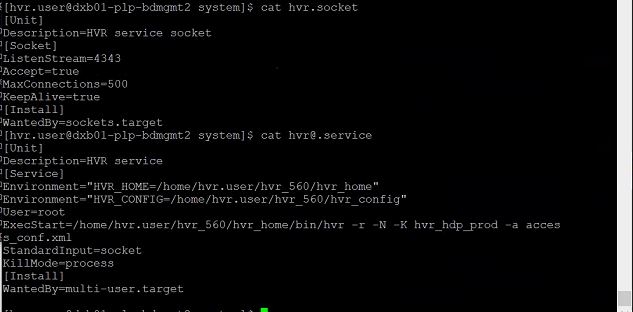 [hvr.user@dxb01-plp-bdmgmt2 system]$ cat hvr.socket
[Unit]
Description=HVR service socket
[Socket]
ListenStream=4343
Accept=true
MaxConnections=500
KeepAlive=true
[Install]
WantedBy=sockets.target
[hvr.user@dxb01-plp-bdmgmt2 system]$ cat hvr@.service
[Unit]
Description=HVR service
[Service]
Environment="HVR_HOME=/home/hvr.user/hvr_560/hvr_home"
Environment="HVR_CONFIG=/home/hvr.user/hvr_560/hvr_config"
User=root
ExecStart=/home/hvr.user/hvr_560/hvr_home/bin/hvr -r -N -K hvr_hdp_prod -a acces
s_conf.xml
StandardInput=socket
KillMode=process
[Install]
WantedBy=multi-user.target